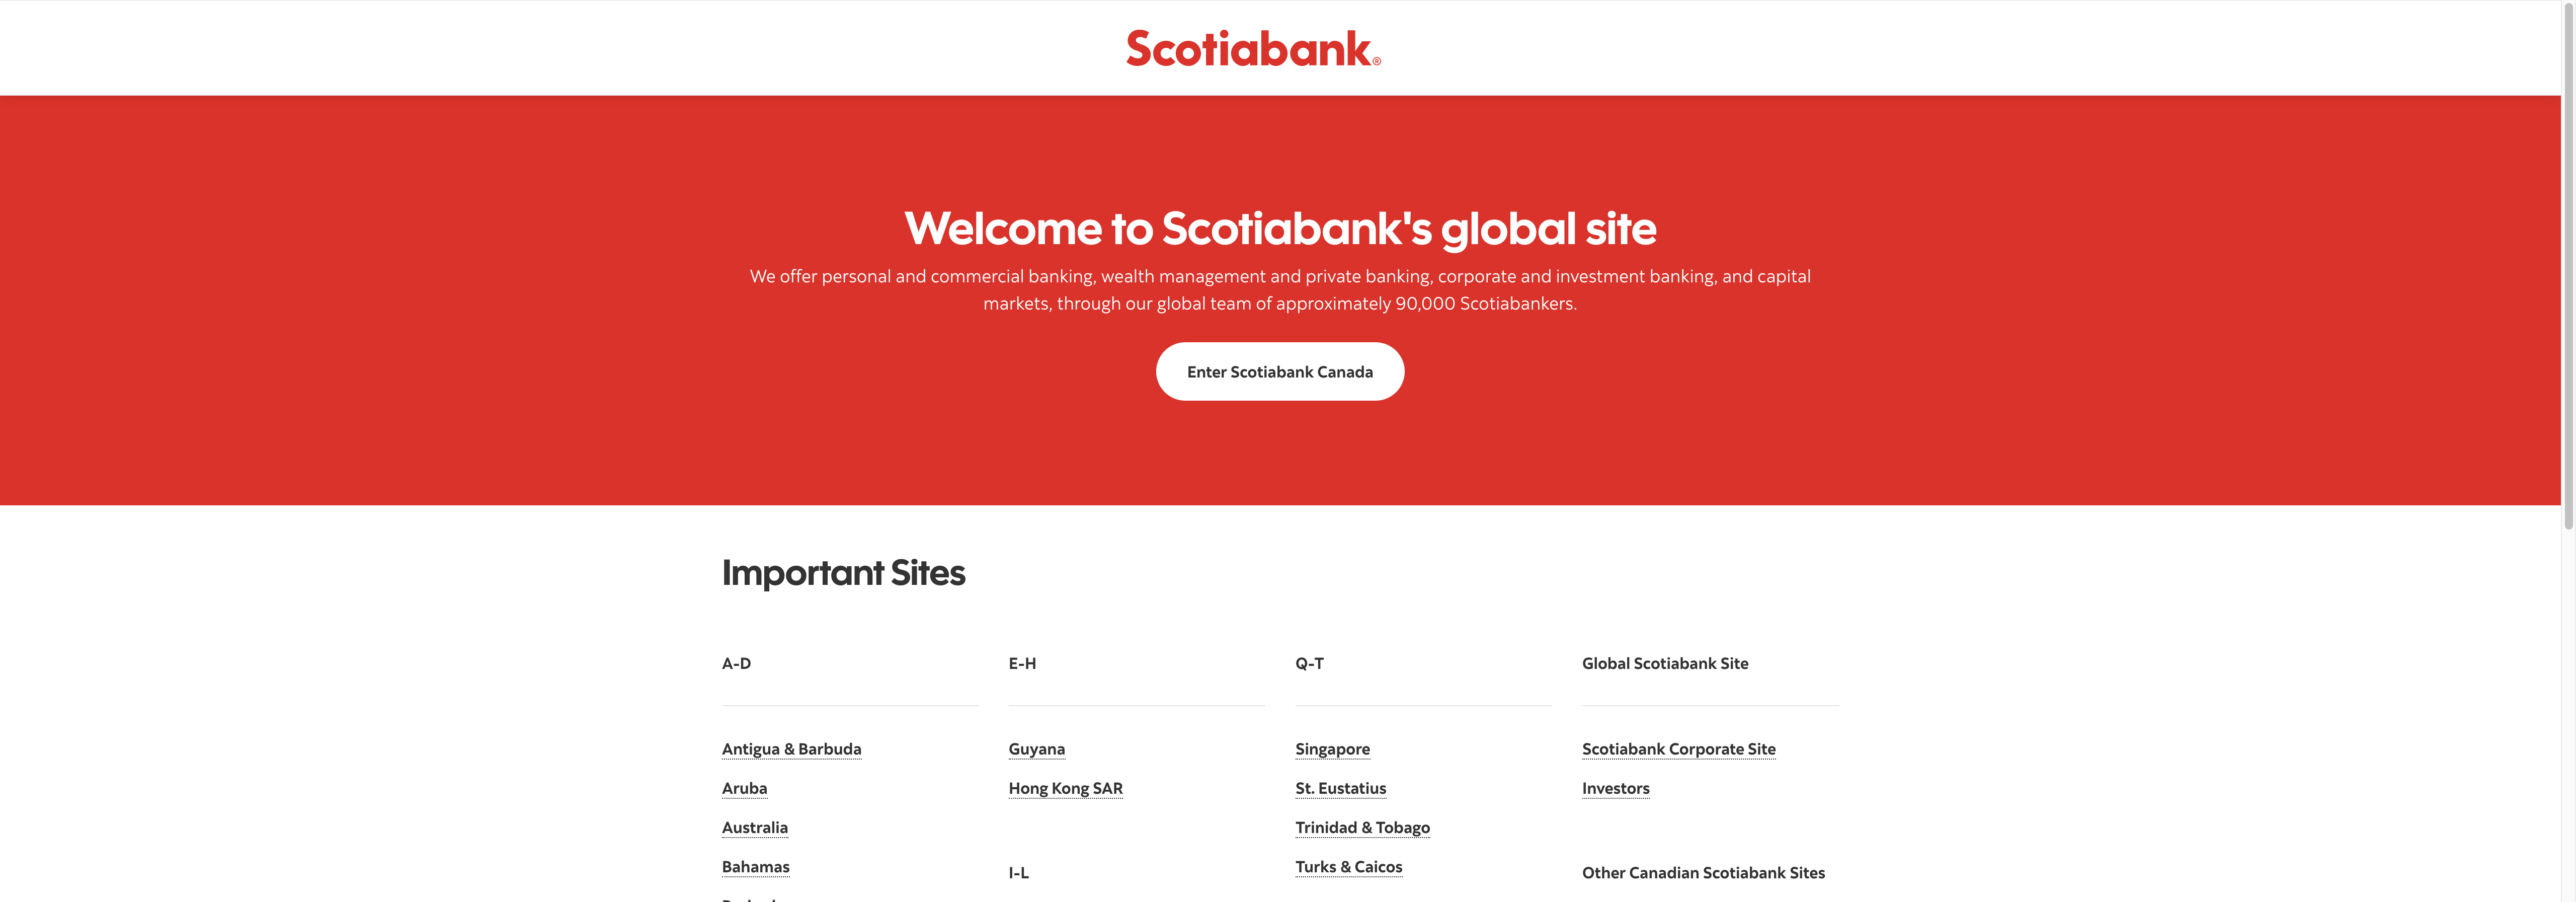 Scotiabank®
Welcome to Scotiabank's global site
We offer personal and commercial banking, wealth management and private banking, corporate and investment banking, and capital
markets, through our global team of approximately 90,000 Scotiabankers.
Enter Scotiabank Canada
Important Sites
A-D
Antigua & Barbuda
Aruba
Australia
Bahamas
E-H
Guyana
Hong Kong SAR
I-L
Q-T
Singapore
St. Eustatius
Trinidad & Tobago
Turks & Caicos
Global Scotiabank Site
Scotiabank Corporate Site
Investors
Other Canadian Scotiabank Sites